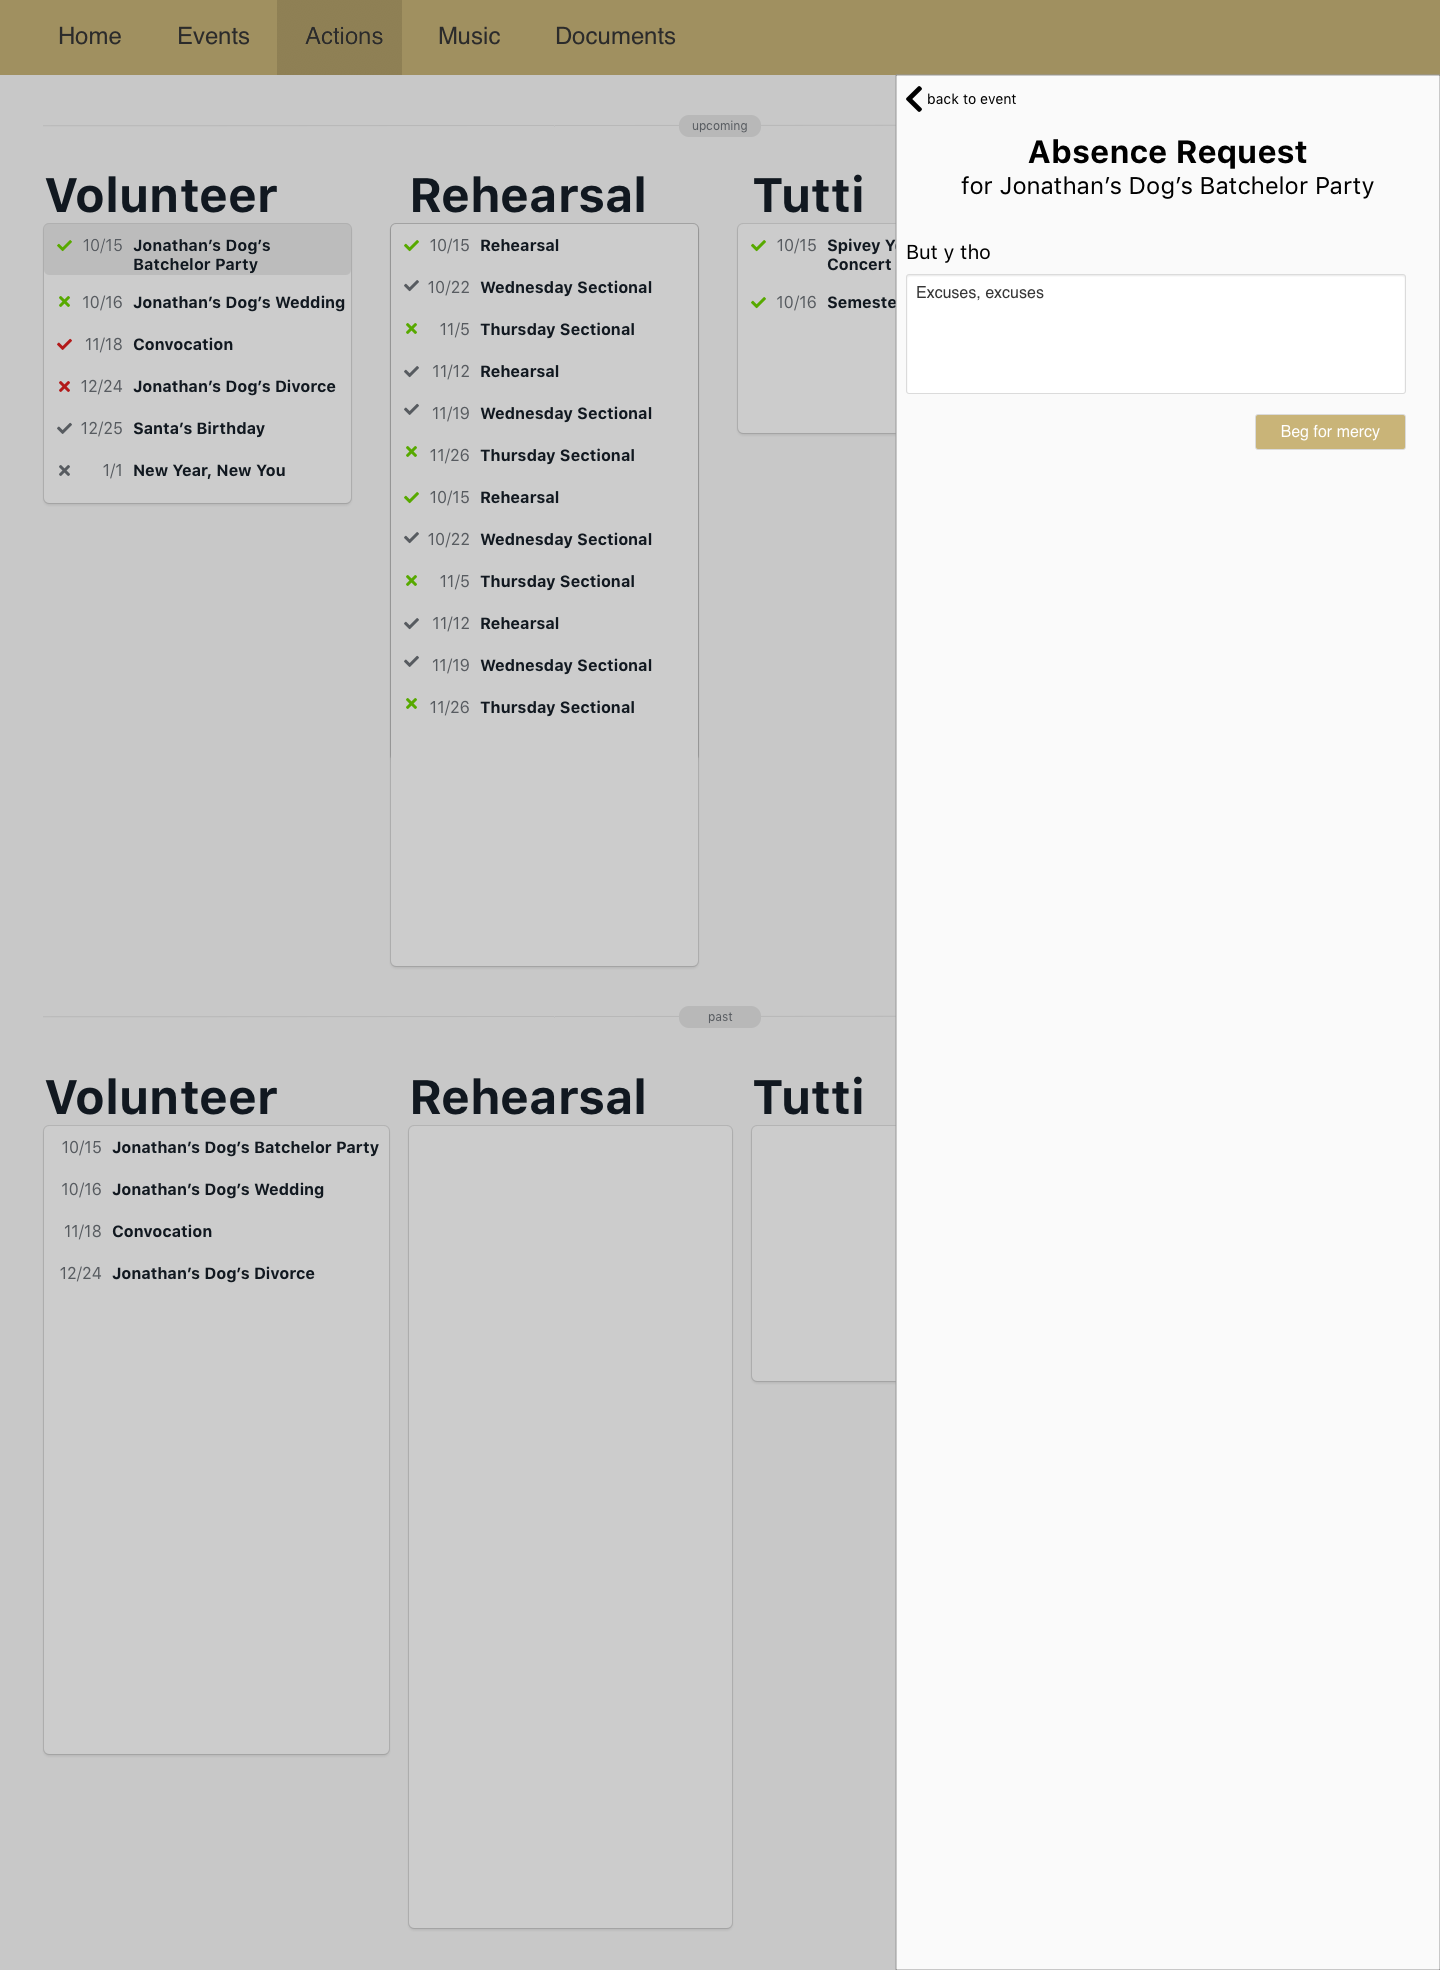 Home Events Actions Music Documents
upcoming
Volunteer
10/15 Jonathan’s Dog’s
Batchelor Party
10/16 Jonathan’s Dog’s Wedding
11/18 Convocation
12/24 Jonathan’s Dog’s Divorce
12/25 Santa’s Birthday
1/1 New Year, New You
Rehearsal
10/15 Rehearsal
10/22 Wednesday Sectional
11/5 Thursday Sectional
11/12 Rehearsal
11/19 Wednesday Sectional
11/26 Thursday Sectional
10/15 Rehearsal
10/22 Wednesday Sectional
11/5 Thursday Sectional
11/12 Rehearsal
11/19 Wednesday Sectional
11/26 Thursday Sectional
Tutti
10/15 Spivey Y
Concert
10/16 Semeste
past
Volunteer
10/15 Jonathan’s Dog’s Batchelor Party
10/16 Jonathan’s Dog’s Wedding
11/18 Convocation
12/24 Jonathan’s Dog’s Divorce
Rehearsal
Tutti
back to event
Absence Request
for Jonathan’s Dog’s Batchelor Party
But y tho
Excuses, excuses
Beg for mercy